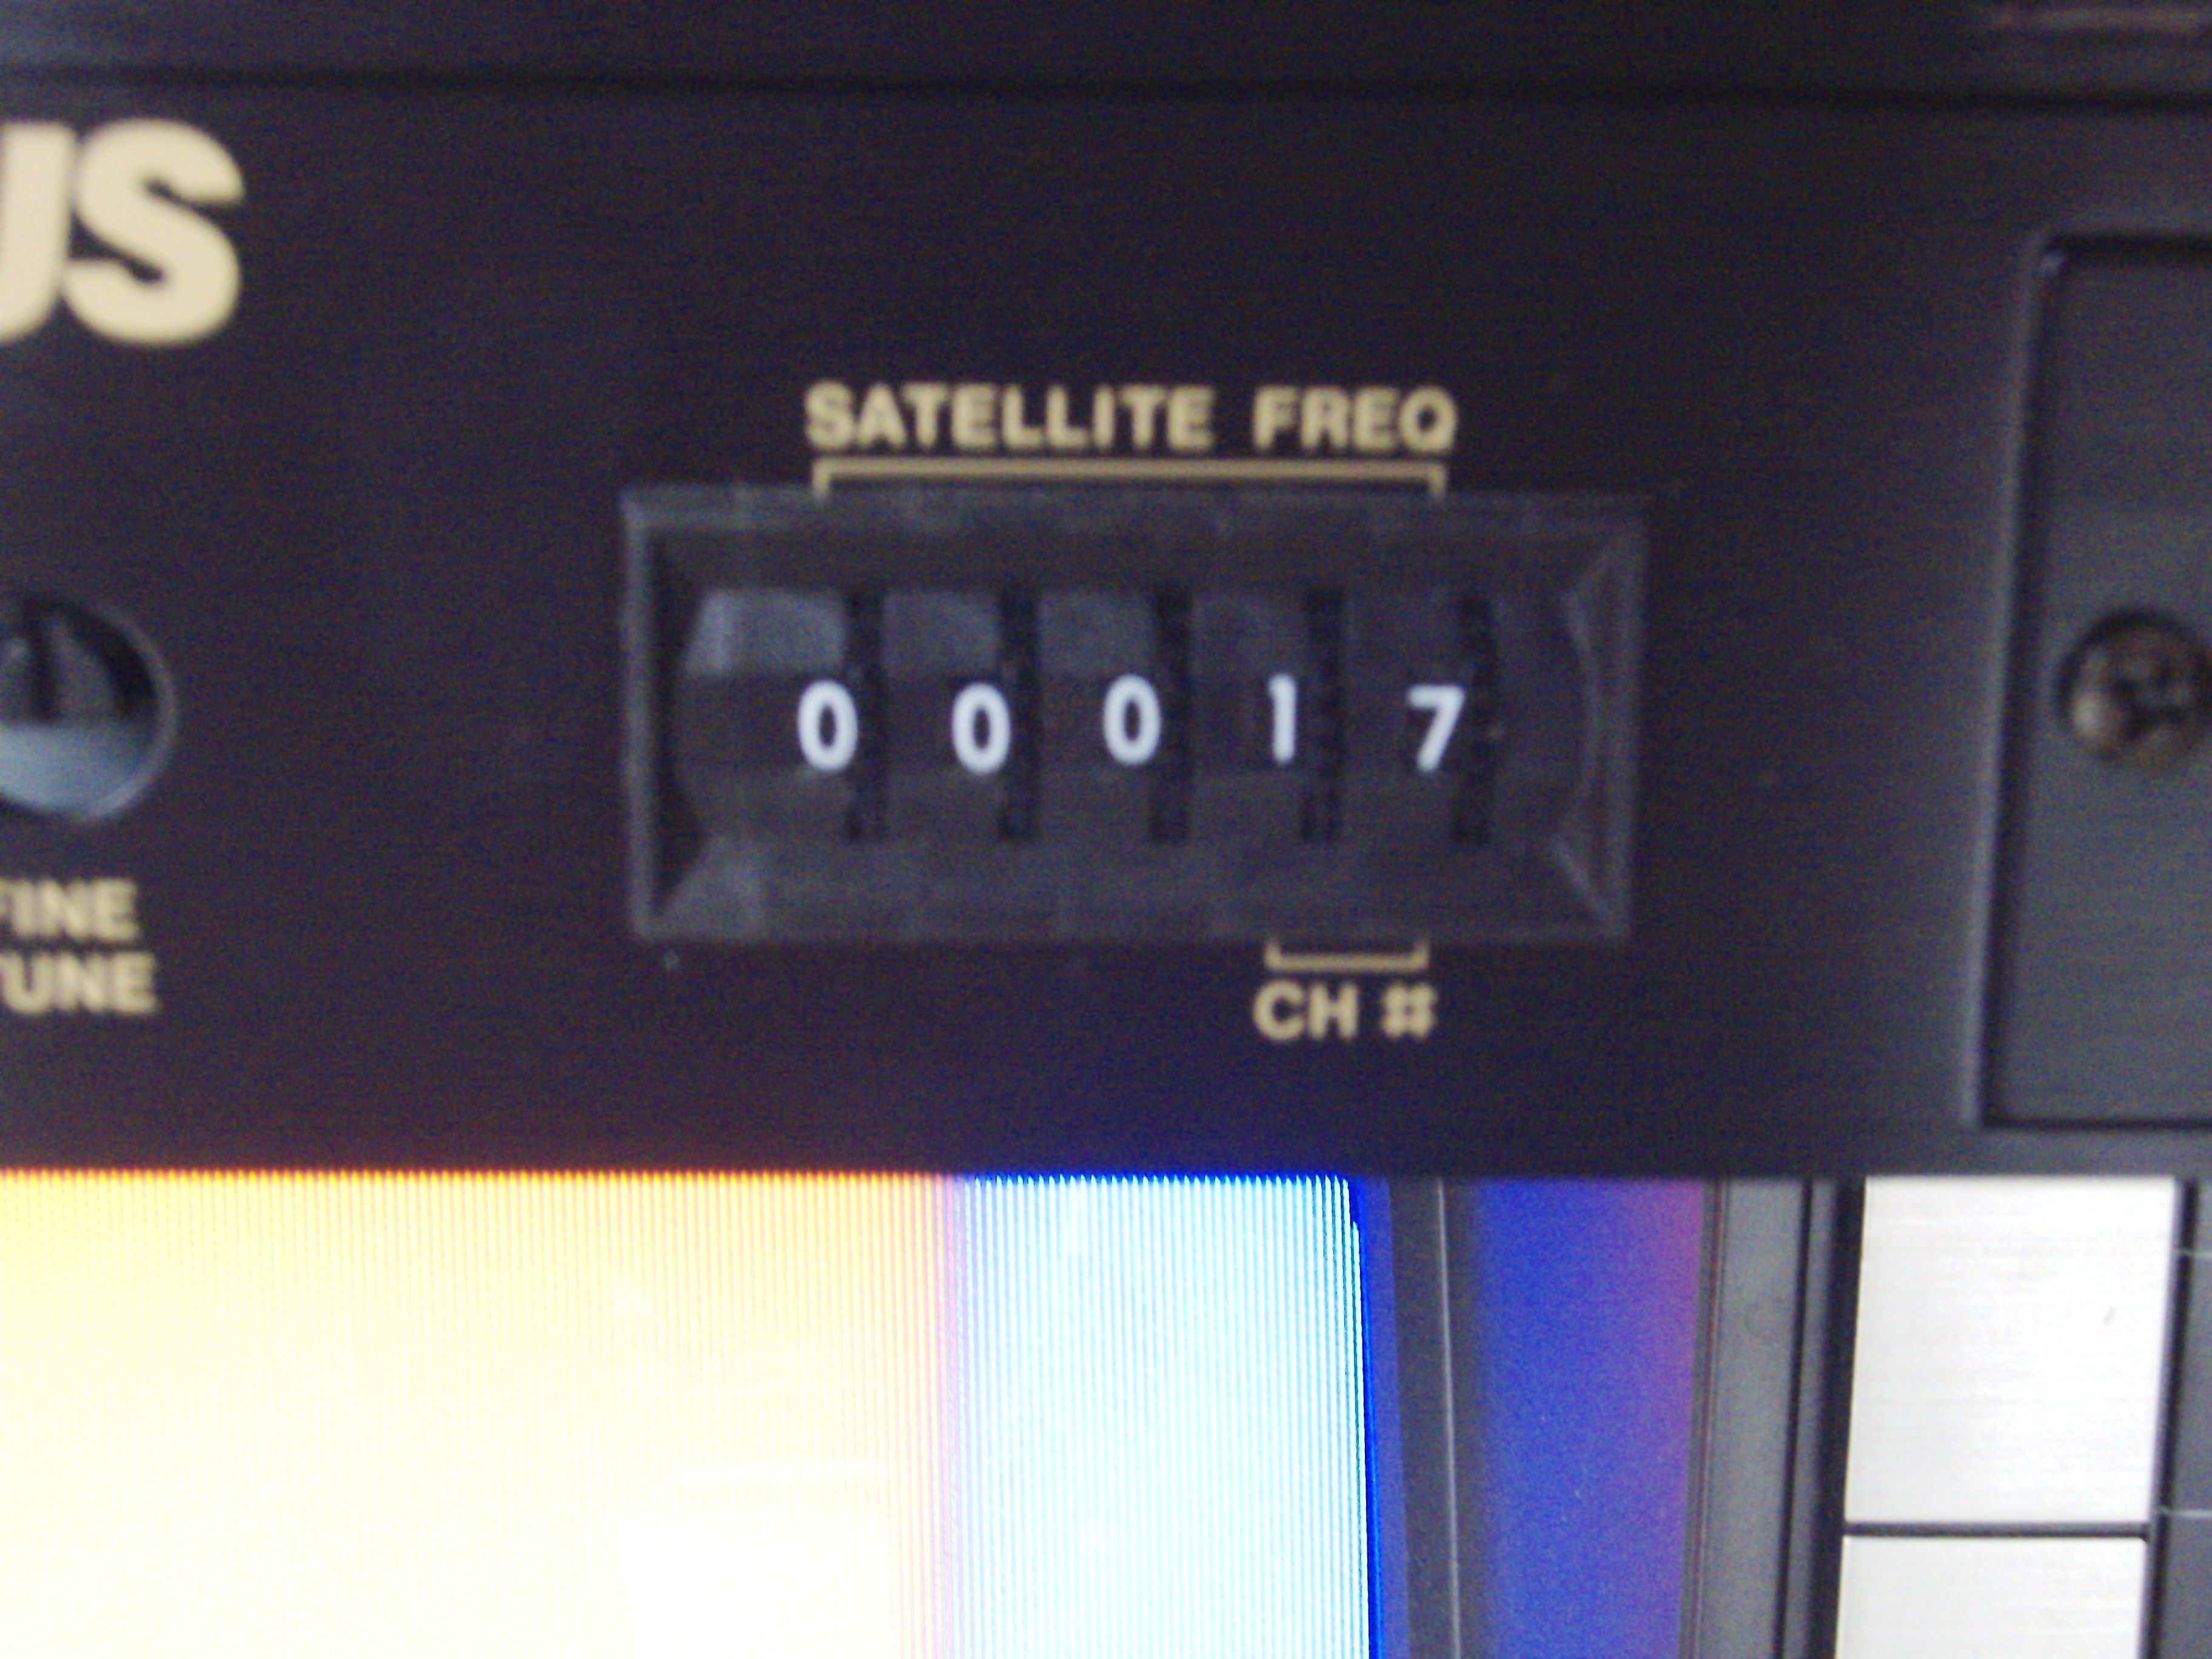 US
SATELLITE FREQ
0 0 0 1 7
FINE
TUNE
CH #